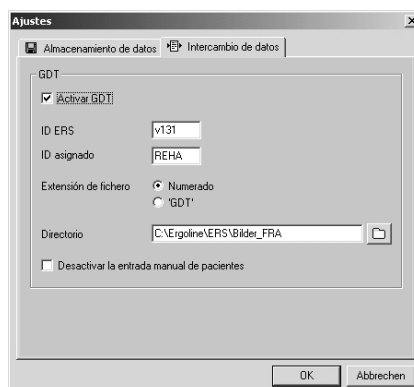 Ajustes
Almacenamiento de datos
Intercambio de datos
GDT
Activar GDT
ID ERS
v131
ID asignado
REHA
Extensión de fichero
Numerado
'GDT'
Directorio
C:\Ergoline\ERS\Bilder_FRA
Desactivar la entrada manual de pacientes
OK
Abbrechen